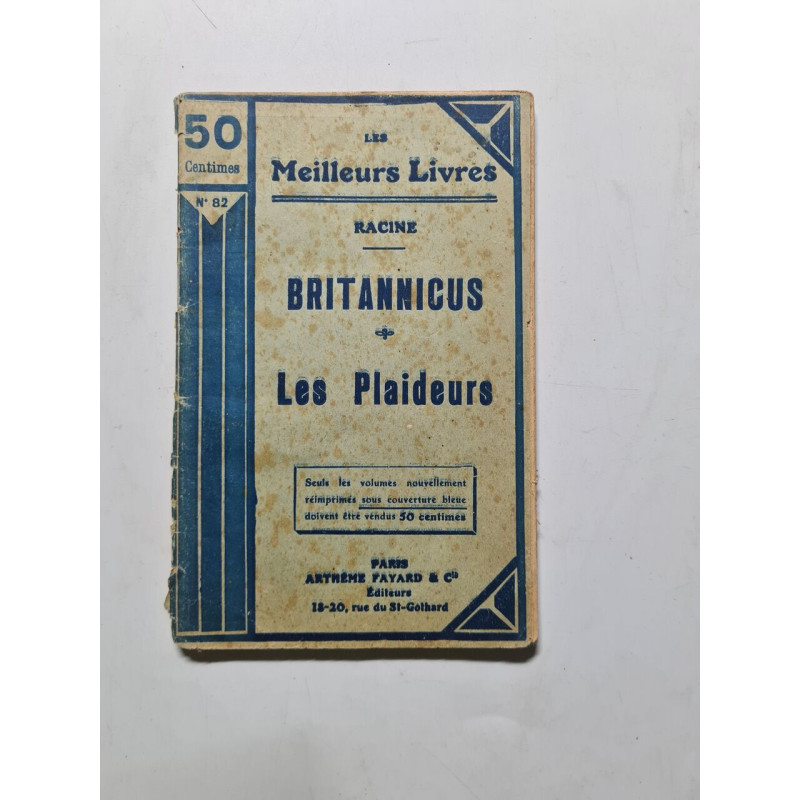 50
Centimes
N° 82
LES
Meilleurs Livres
RACINE
BRITANNICUS
Les Plaideurs
Seuls les volumes nouvellement
réimprimés sous couverture bleue
doivent être vendus 50 centimes
PARIS
ARTHÈME FAYARD & Cie
Éditeurs
18-20, rue du St-Gothard